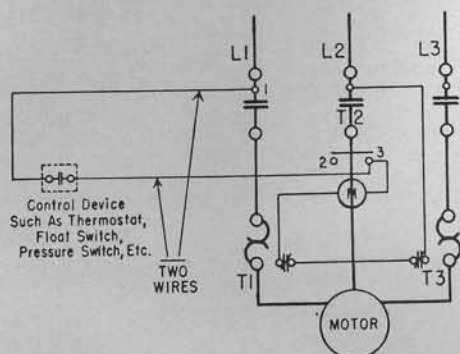 L1
L2
L3
1
T2
2
3
M
Control Device
Such As Thermostat,
Float Switch,
Pressure Switch, Etc.
TWO
WIRES
T1
T3
MOTOR